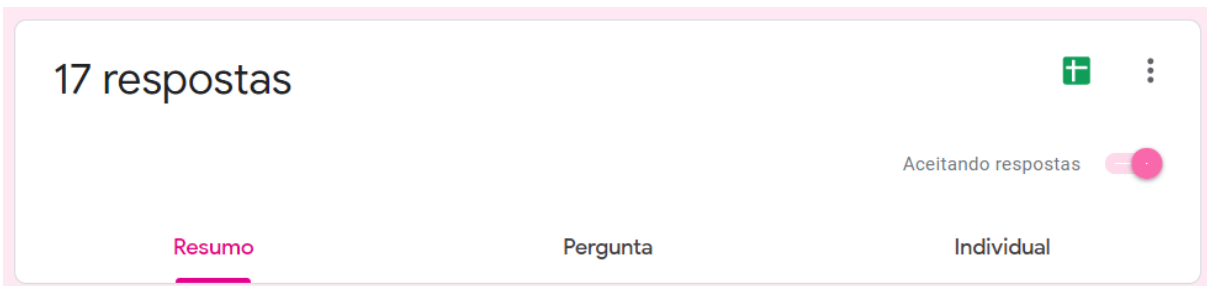 17 respostas
Aceitando respostas
Resumo Pergunta Individual